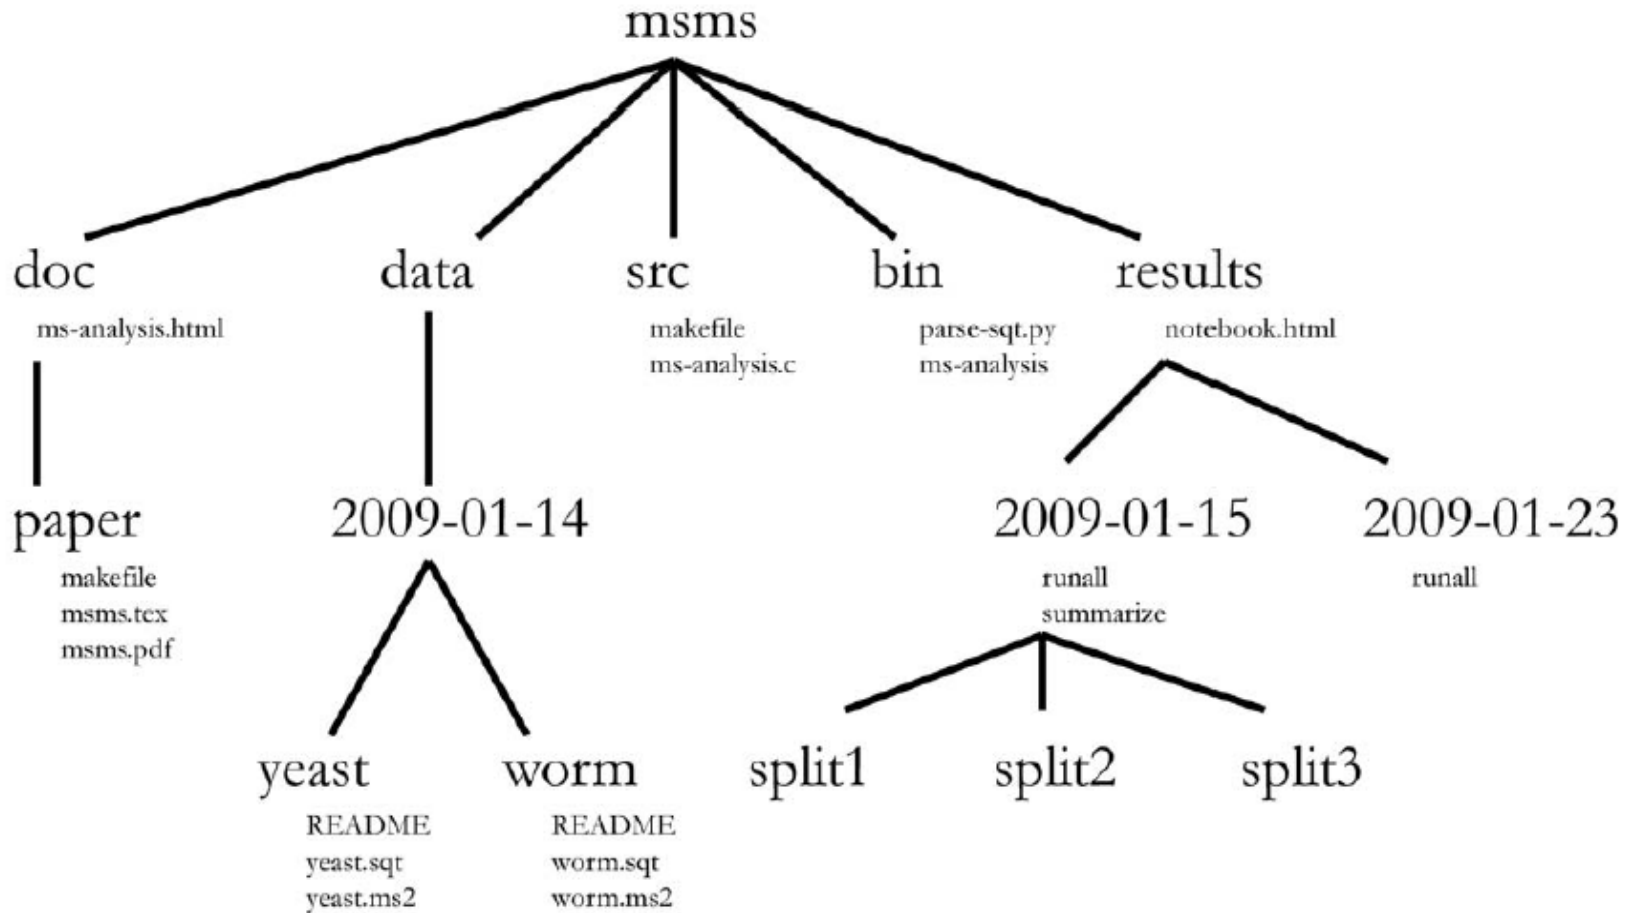 msms
doc data src bin results
ms-analysis.html makefile parse-sqt.py notebook.html
ms-analysis.c ms-analysis
paper 2009-01-14 2009-01-15 2009-01-23
makefile runall runall
msms.tex summarize
msms.pdf
yeast worm split1 split2 split3
README README
yeast.sqt worm.sqt
yeast.ms2 worm.ms2